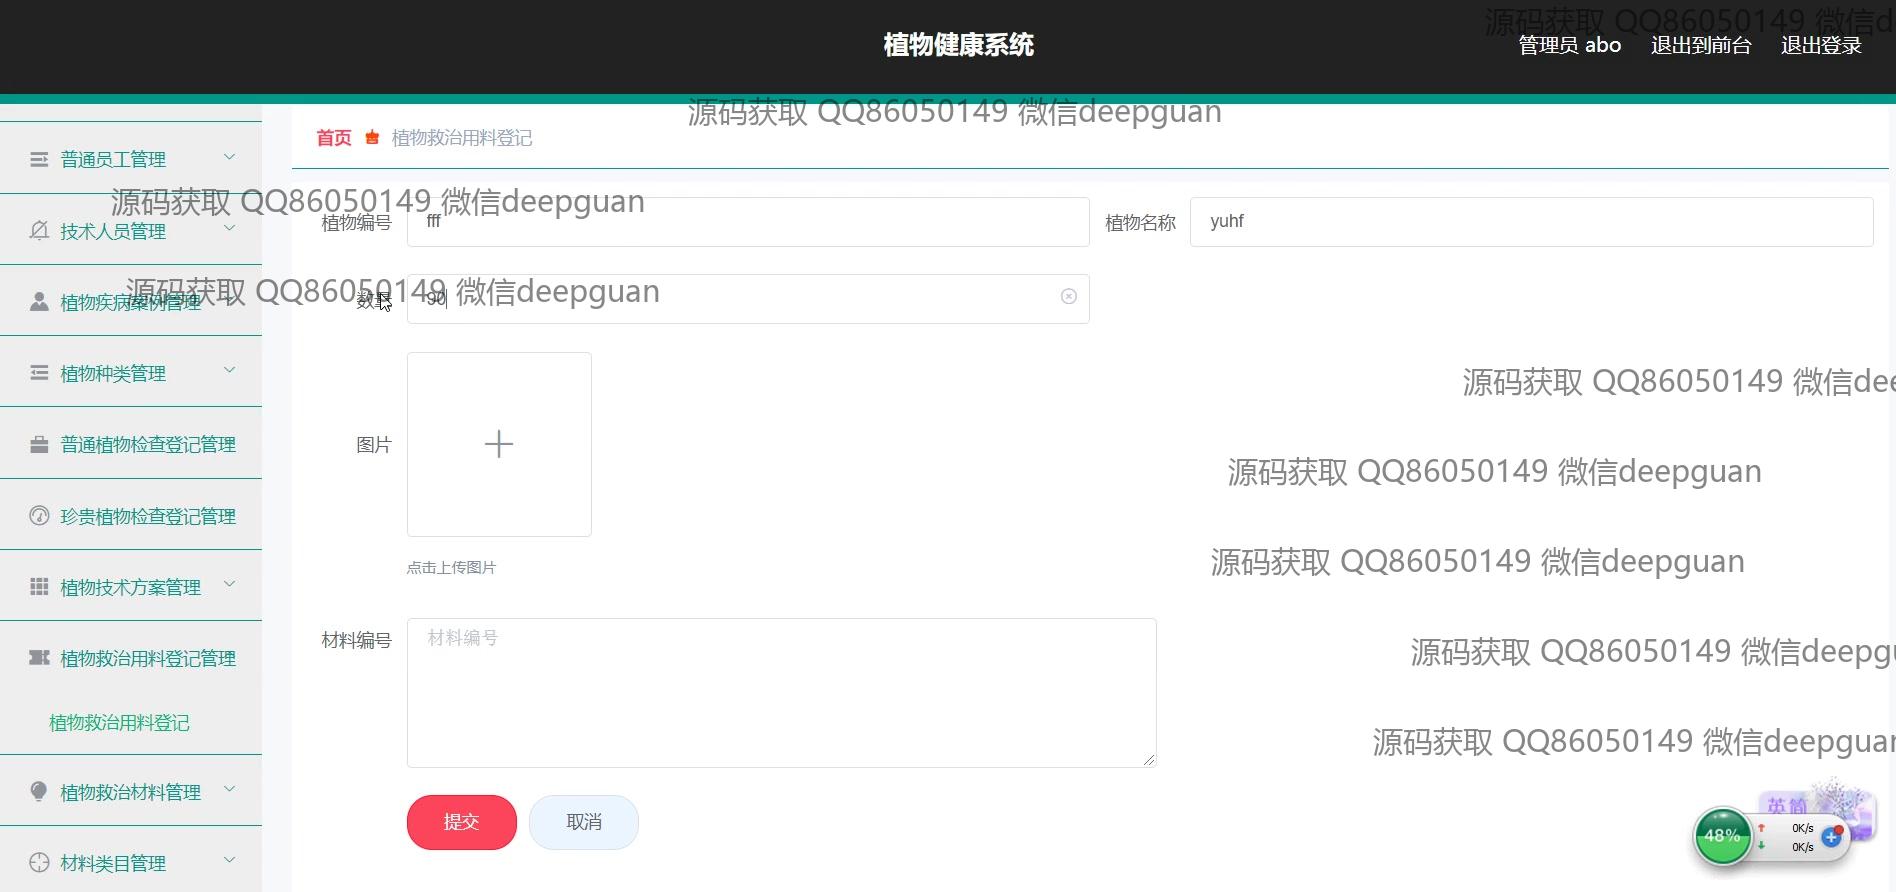 植物健康系统
源码获取 QQ86050149 微信d
管理员 abo
退出到前台
退出登录
源码获取 QQ86050149 微信deepguan
首页
植物救治用料登记
普通员工管理
源码获取 QQ86050149 微信deepguan
植物编号
fff
植物名称
yuhf
技术人员管理
源码获取 QQ86050149 微信deepguan
植物疾病案例管理
数量
90
植物种类管理
源码获取 QQ86050149 微信dee
普通植物检查登记管理
图片
源码获取 QQ86050149 微信deepguan
珍贵植物检查登记管理
点击上传图片
源码获取 QQ86050149 微信deepguan
植物技术方案管理
材料编号
材料编号
源码获取 QQ86050149 微信deepgu
植物救治用料登记管理
植物救治用料登记
源码获取 QQ86050149 微信deepguan
植物救治材料管理
提交
取消
英简
48%
0K/s
0K/s
材料类目管理